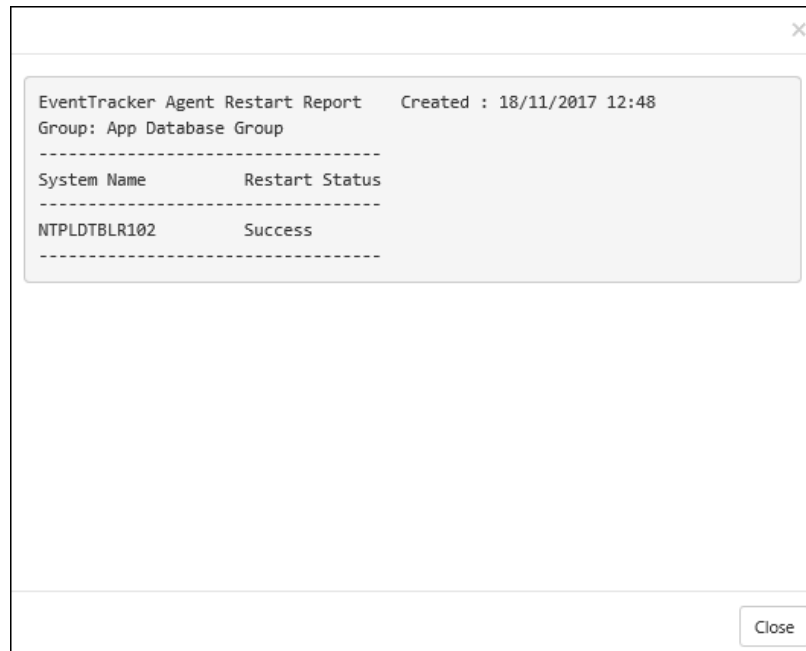 ×
EventTracker Agent Restart Report    Created : 18/11/2017 12:48
Group: App Database Group
-----------------------------------
System Name          Restart Status
-----------------------------------
NTPLDTBLR102         Success
-----------------------------------
Close